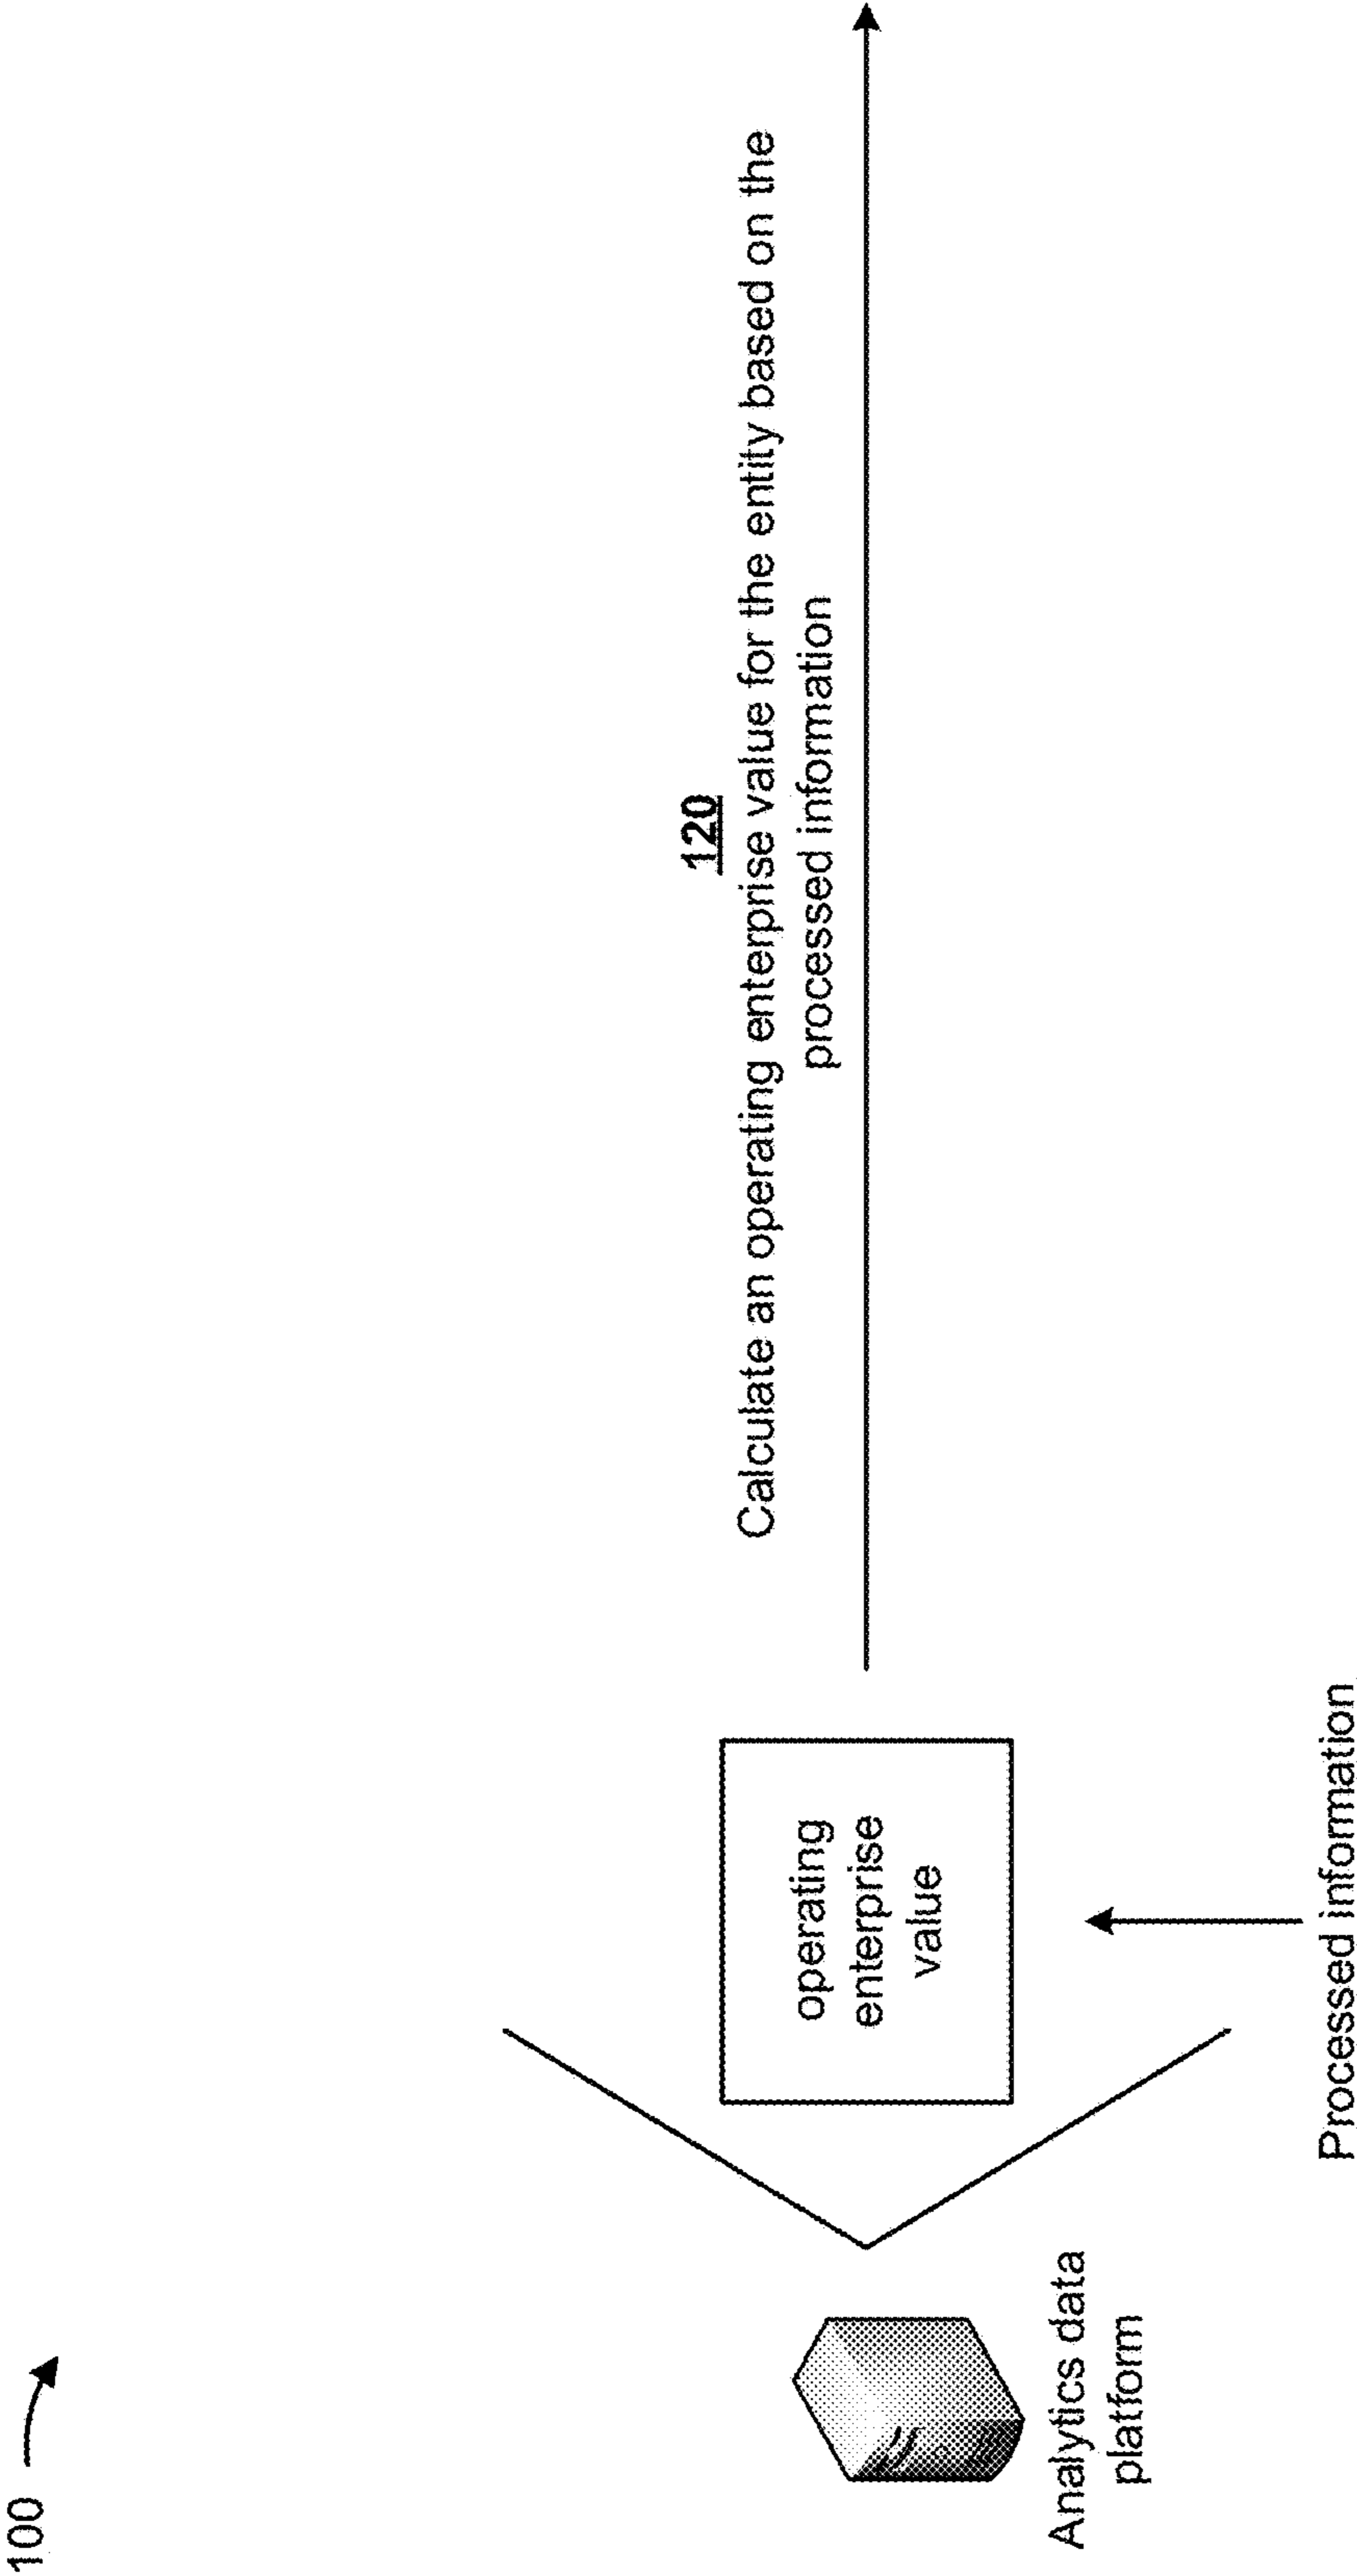 100
120
Calculate an operating enterprise value for the entity based on the
processed information
operating
enterprise
value
Analytics data
platform
Processed information